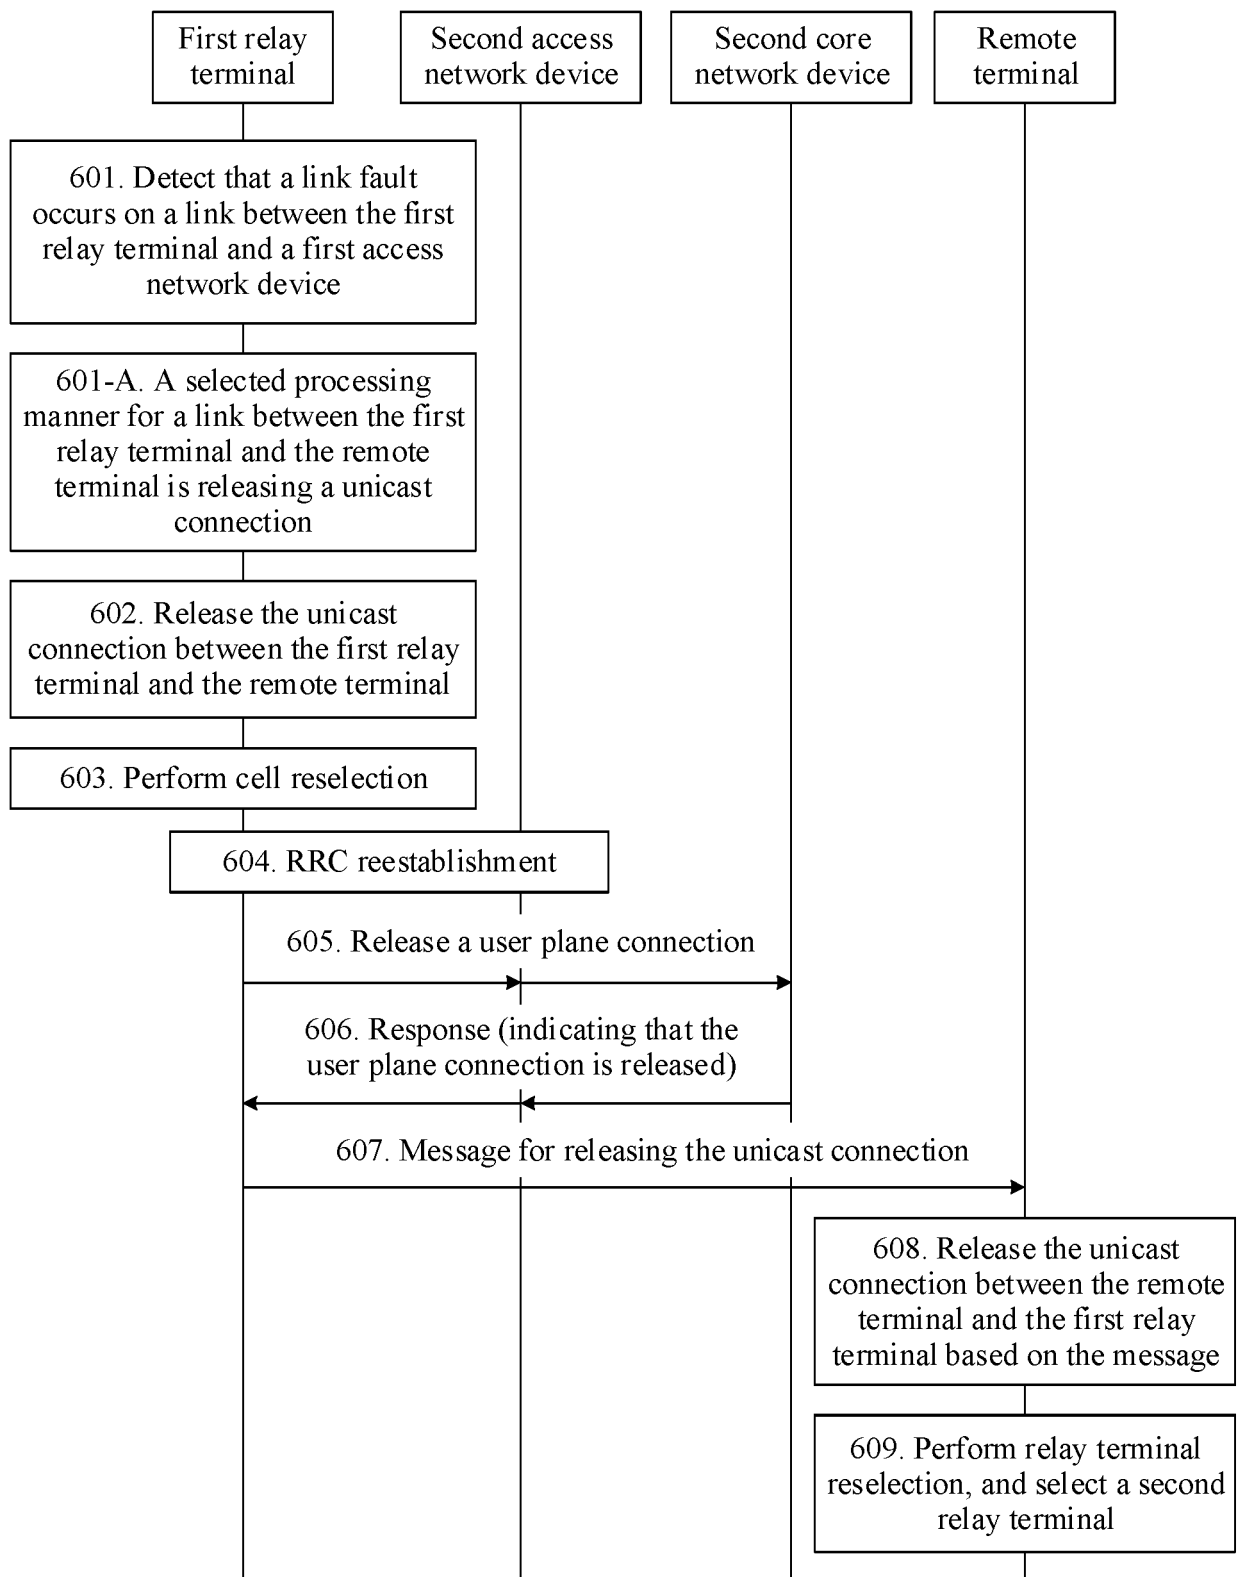 First relay
terminal
Second access
network device
Second core
network device
Remote
terminal
601. Detect that a link fault
occurs on a link between the first
relay terminal and a first access
network device
601-A. A selected processing
manner for a link between the first
relay terminal and the remote
terminal is releasing a unicast
connection
602. Release the unicast
connection between the first relay
terminal and the remote terminal
603. Perform cell reselection
604. RRC reestablishment
605. Release a user plane connection
606. Response (indicating that the
user plane connection is released)
607. Message for releasing the unicast connection
608. Release the unicast
connection between the remote
terminal and the first relay
terminal based on the message
609. Perform relay terminal
reselection, and select a second
relay terminal